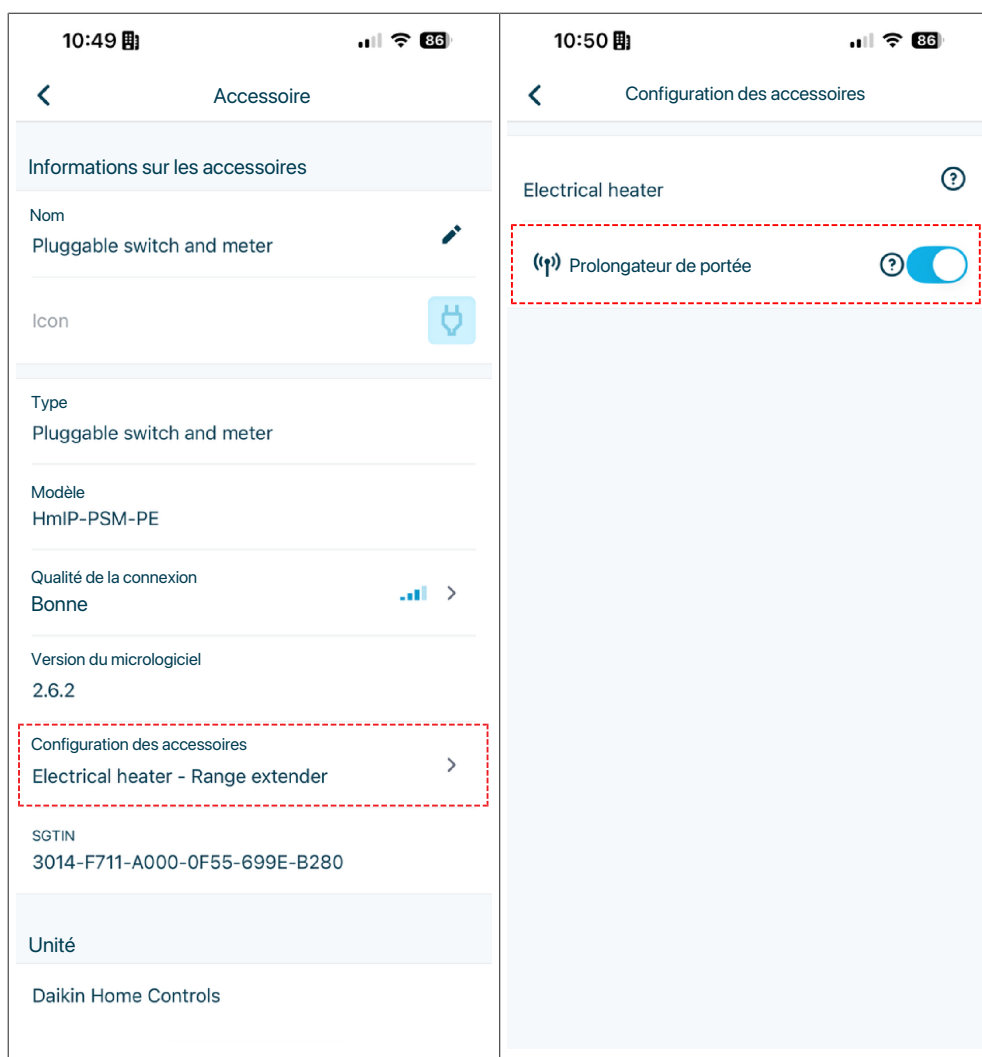 10:49
86
Accessoire
Informations sur les accessoires
Nom
Pluggable switch and meter
Icon
Type
Pluggable switch and meter
Modèle
HmIP-PSM-PE
Qualité de la connexion
Bonne
Version du micrologiciel
2.6.2
Configuration des accessoires
Electrical heater - Range extender
SGTIN
3014-F711-A000-0F55-699E-B280
Unité
Daikin Home Controls
10:50
86
Configuration des accessoires
Electrical heater
?
Prolongateur de portée
?